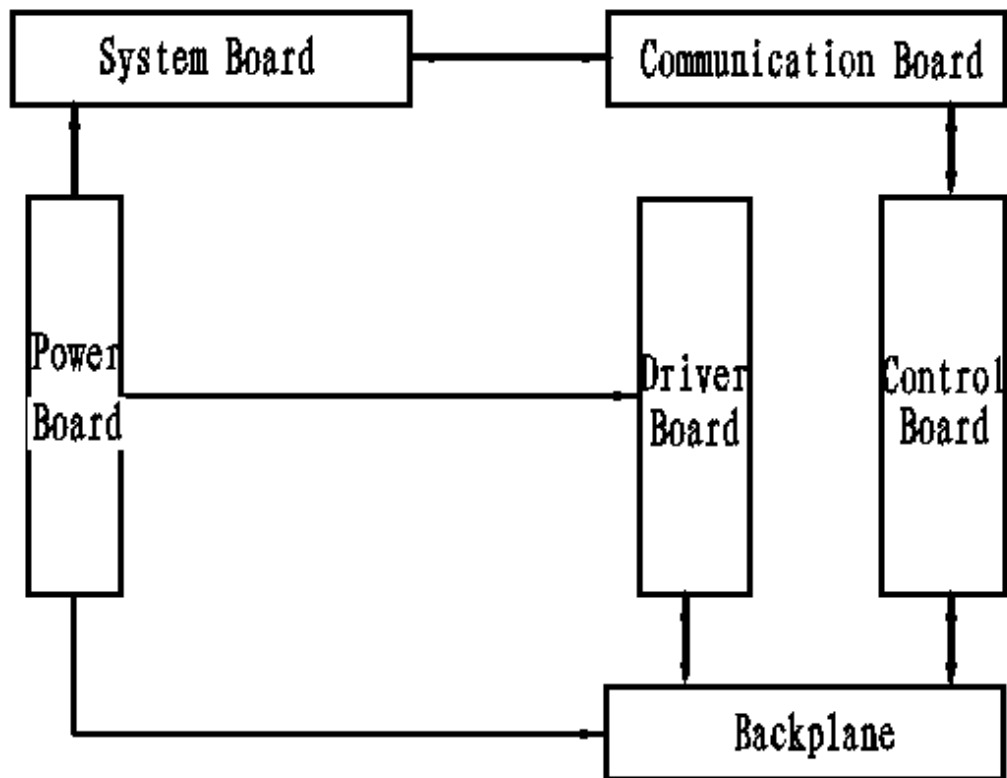 System Board
Communication Board
Power
Board
Driver
Board
Control
Board
Backplane